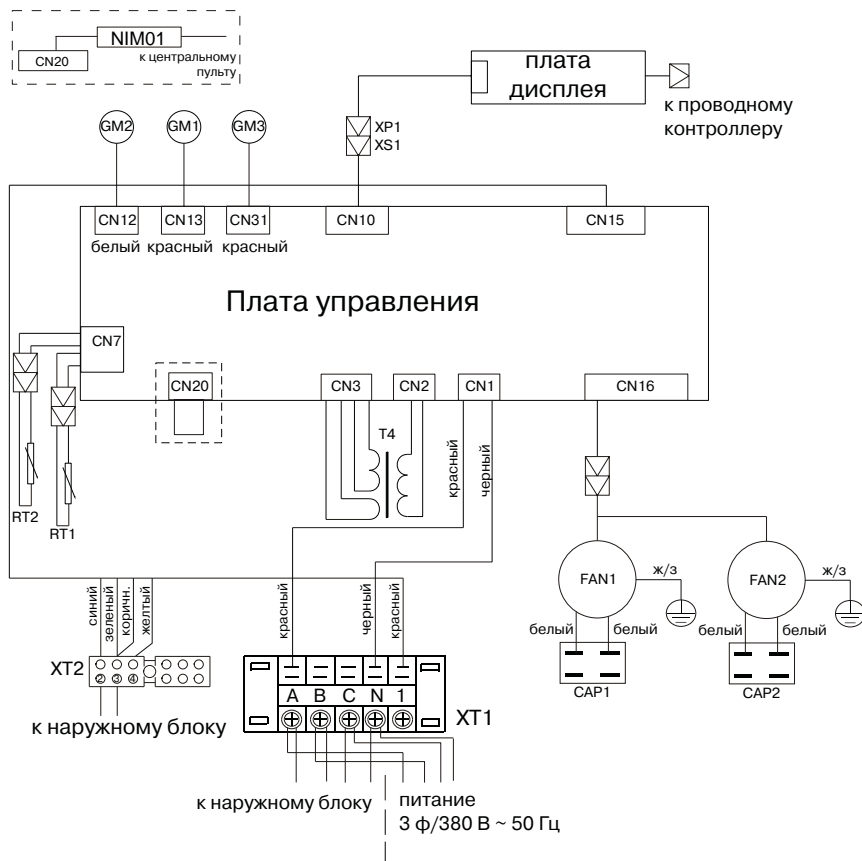 NIM01
CN20
к центральному
пульту
плата
дисплея
к проводному
контроллеру
XP1
XS1
GM2
GM1
GM3
CN12
CN13
CN31
CN10
CN15
белый
красный
красный
Плата управления
CN7
CN20
CN3
CN2
CN1
CN16
T4
красный
черный
RT2
RT1
FAN1
ж/з
FAN2
ж/з
синий
зеленый
коричн.
желтый
красный
черный
красный
белый
белый
белый
белый
XT2
2
3
4
A
B
C
N
1
XT1
CAP1
CAP2
к наружному блоку
к наружному блоку
питание
3 ф/380 В ~ 50 Гц